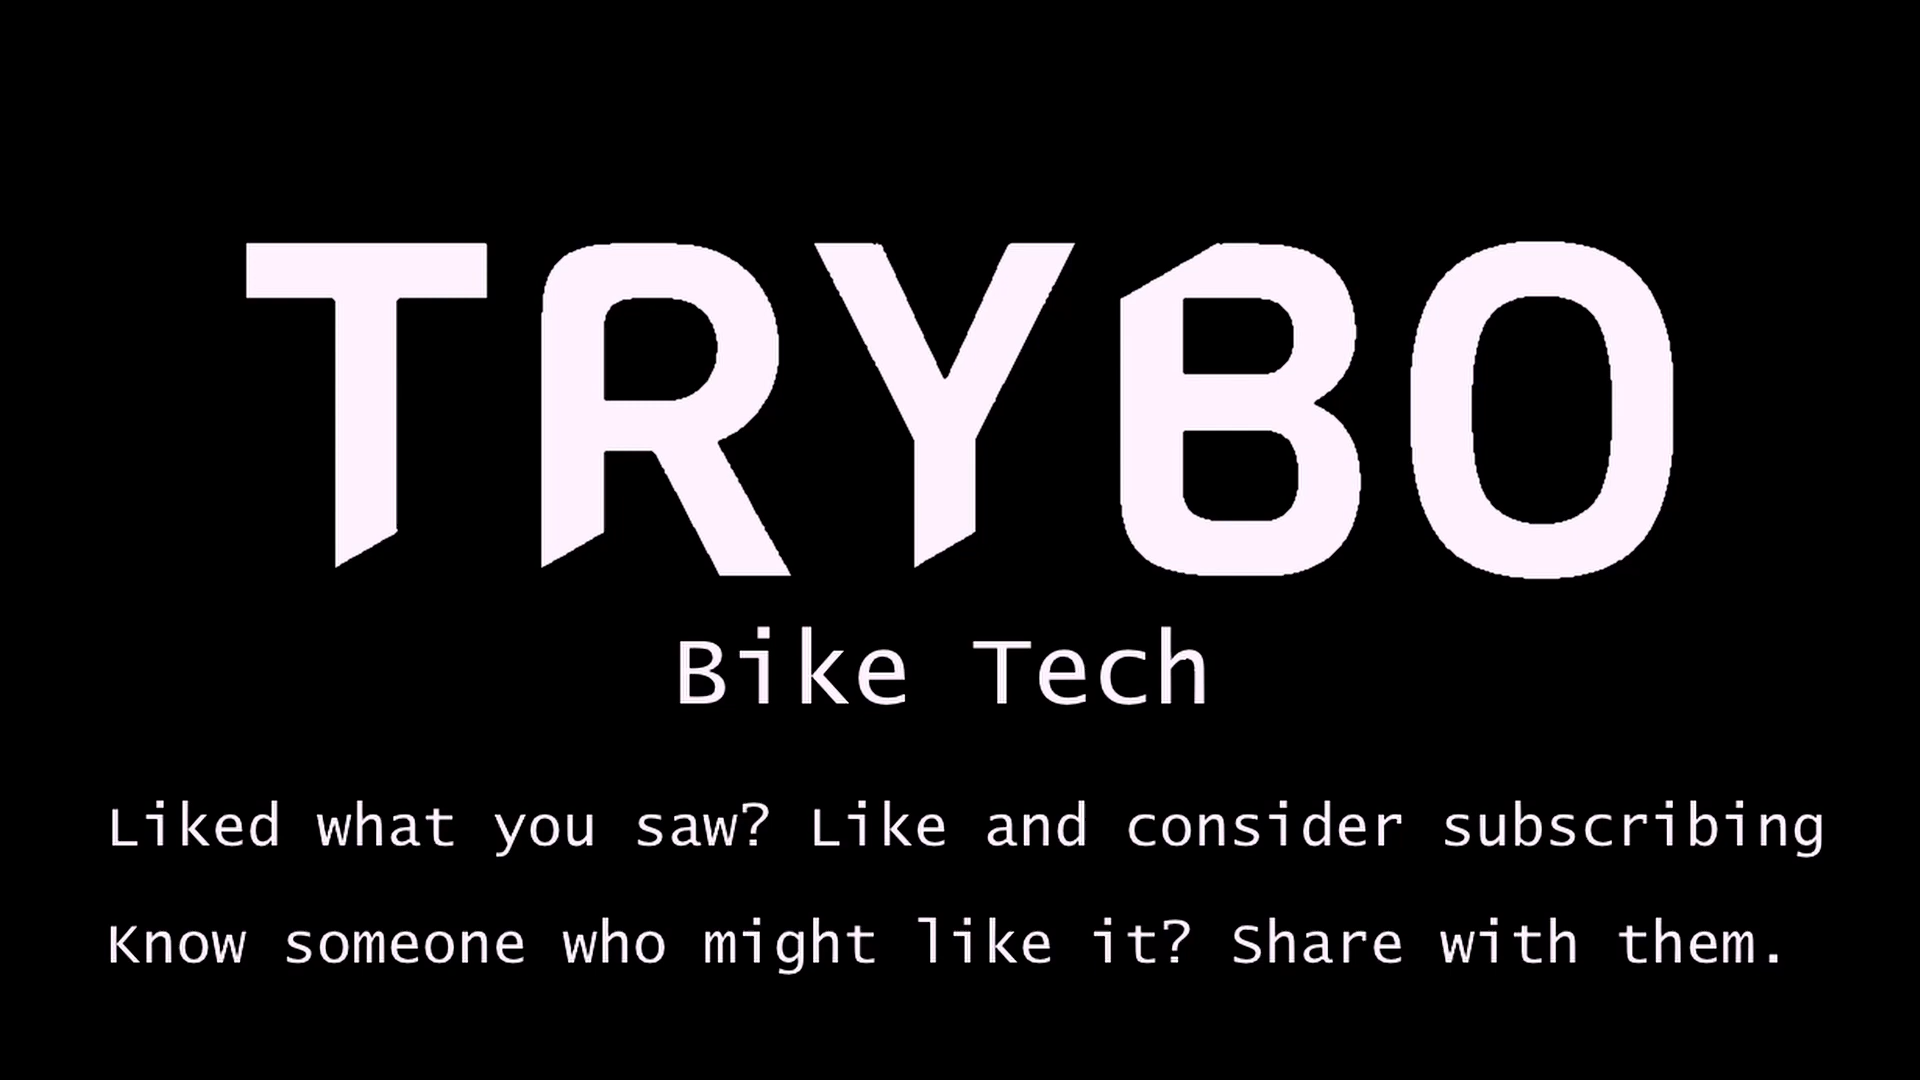 TRYBO
Bike Tech
Liked what you saw? Like and consider subscribing
Know someone who might like it? Share with them.